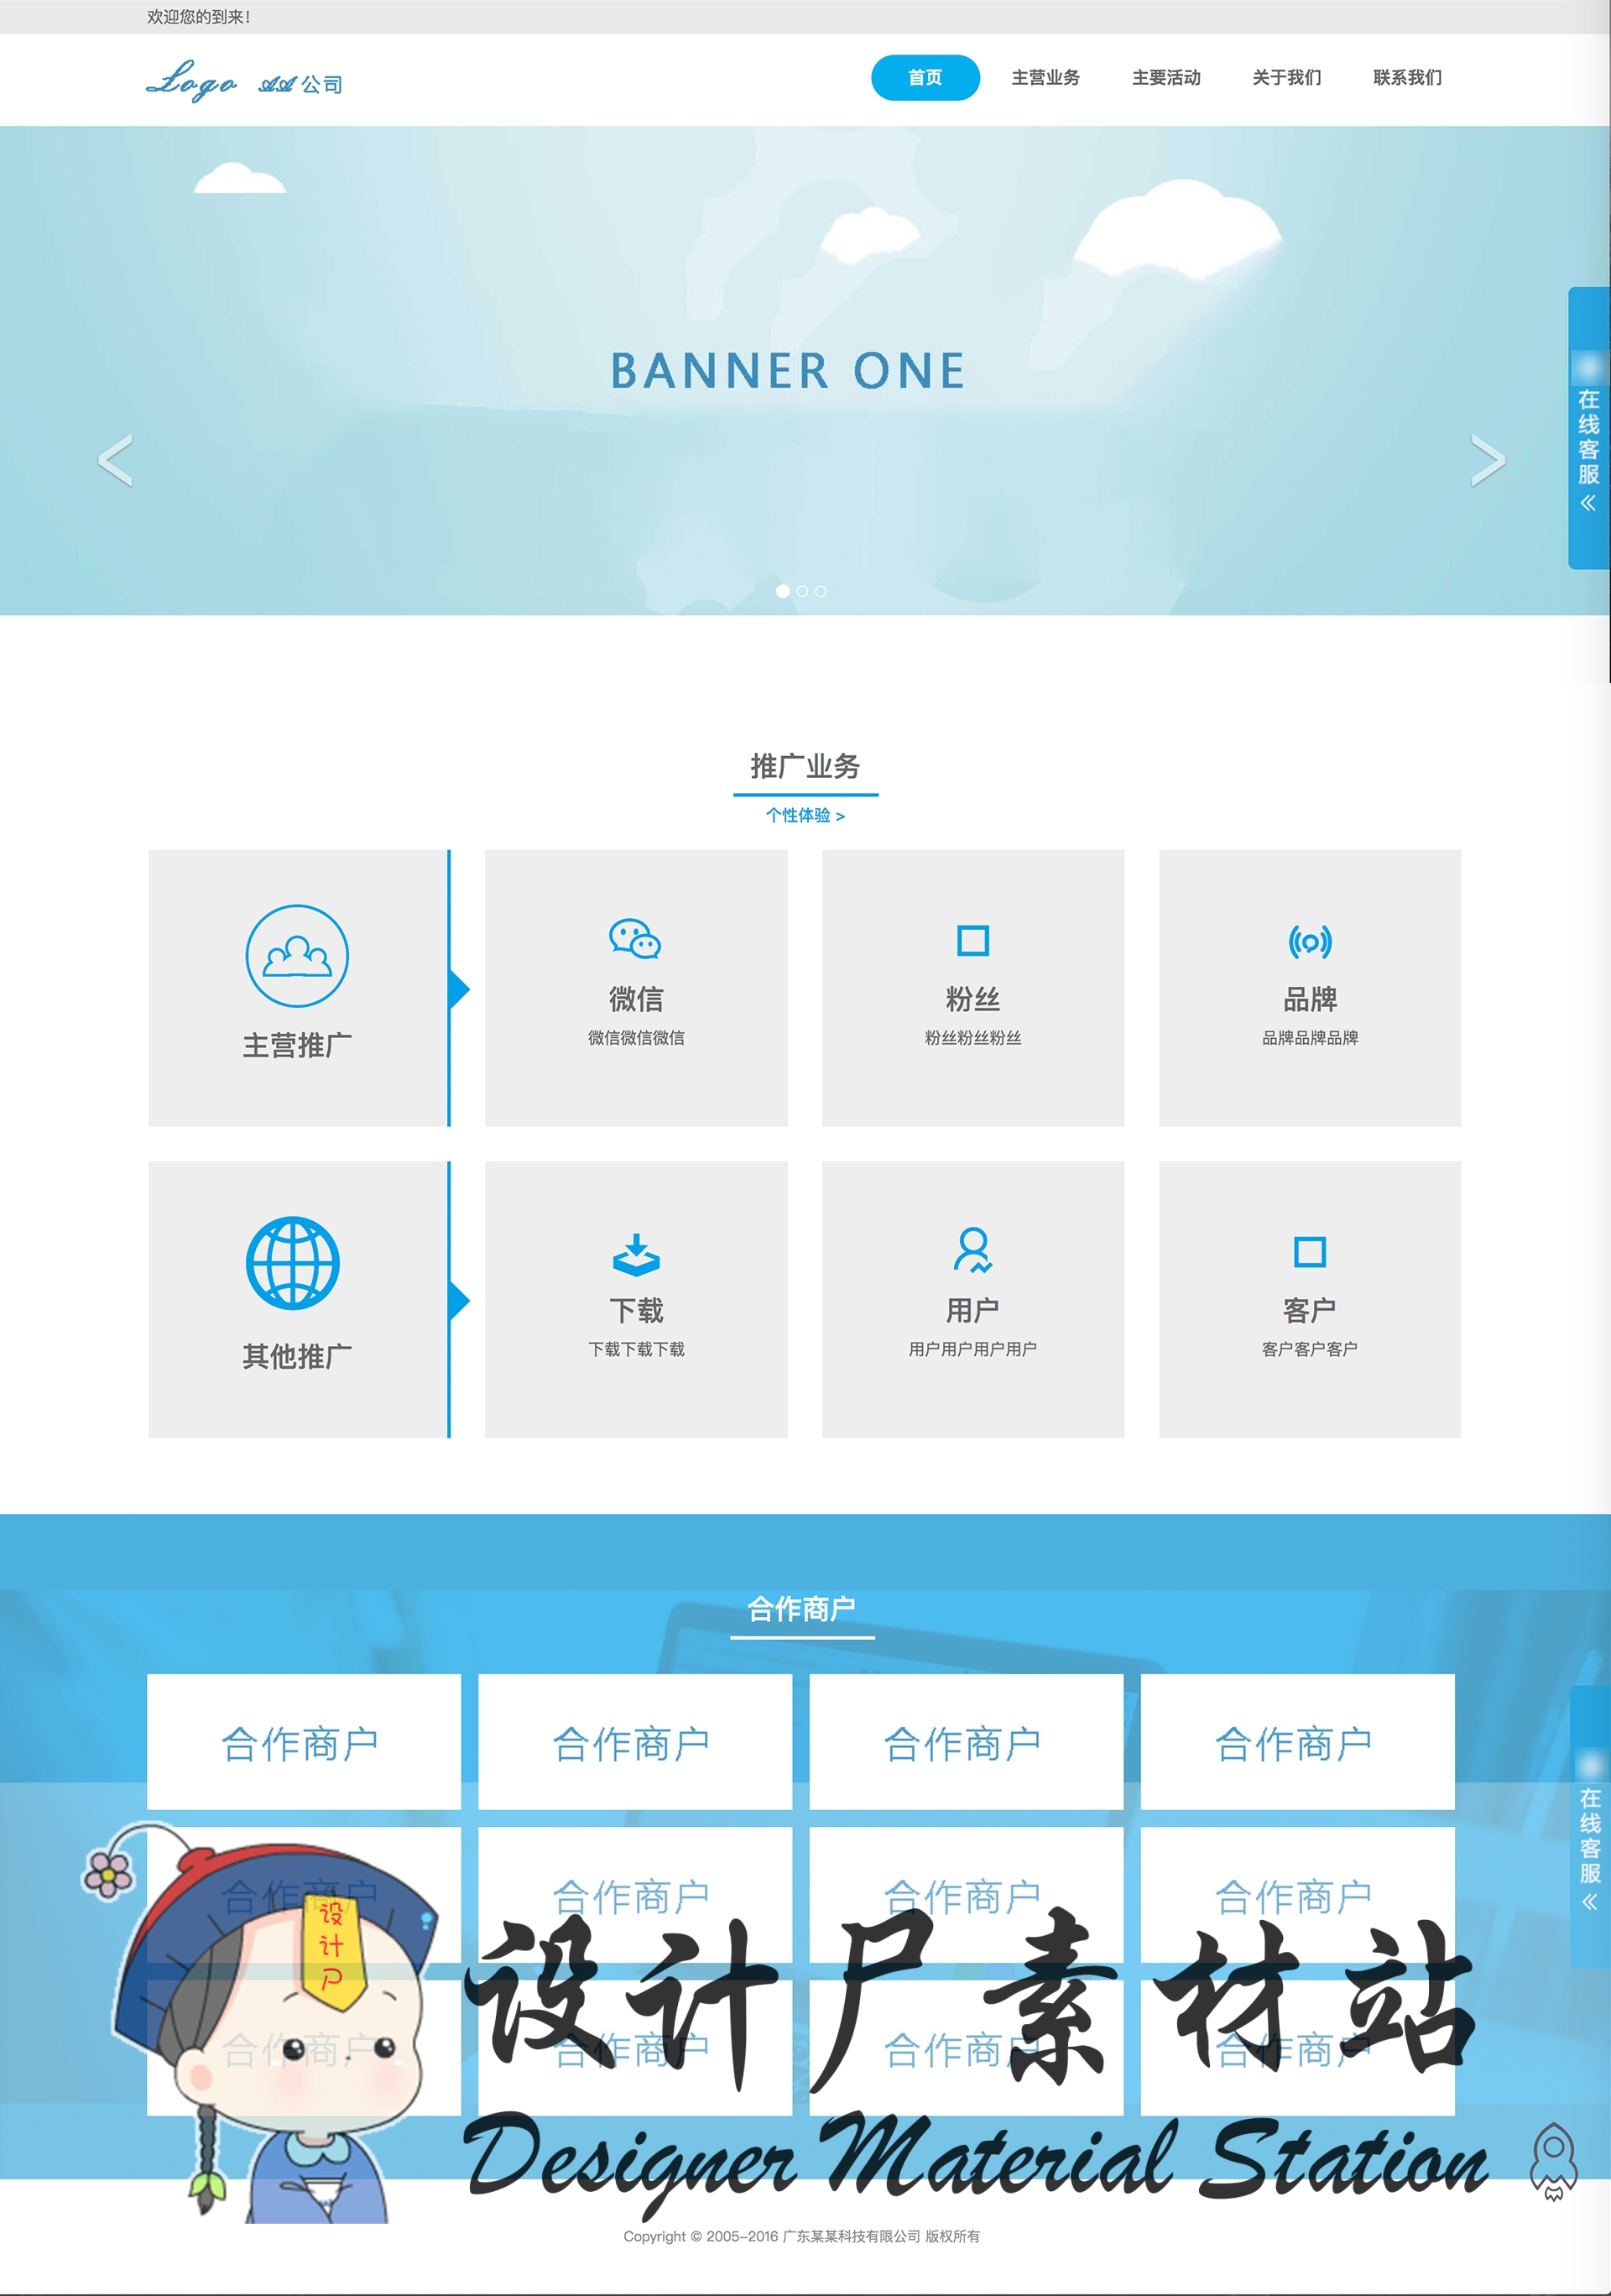 欢迎您的到来！
Logo AA公司
首页 主营业务 主要活动 关于我们 联系我们
BANNER ONE
在线客服
推广业务
个性体验 >
主营推广
微信
微信微信微信
粉丝
粉丝粉丝粉丝
品牌
品牌品牌品牌
其他推广
下载
下载下载下载
用户
用户用户用户用户
客户
客户客户客户
合作商户
合作商户 合作商户 合作商户 合作商户
在线客服
合作商户 合作商户 合作商户 合作商户
设计尸
设计尸素材站
合作商户 合作商户 合作商户 合作商户
Designer Material Station
Copyright © 2005-2016 广东某某科技有限公司 版权所有